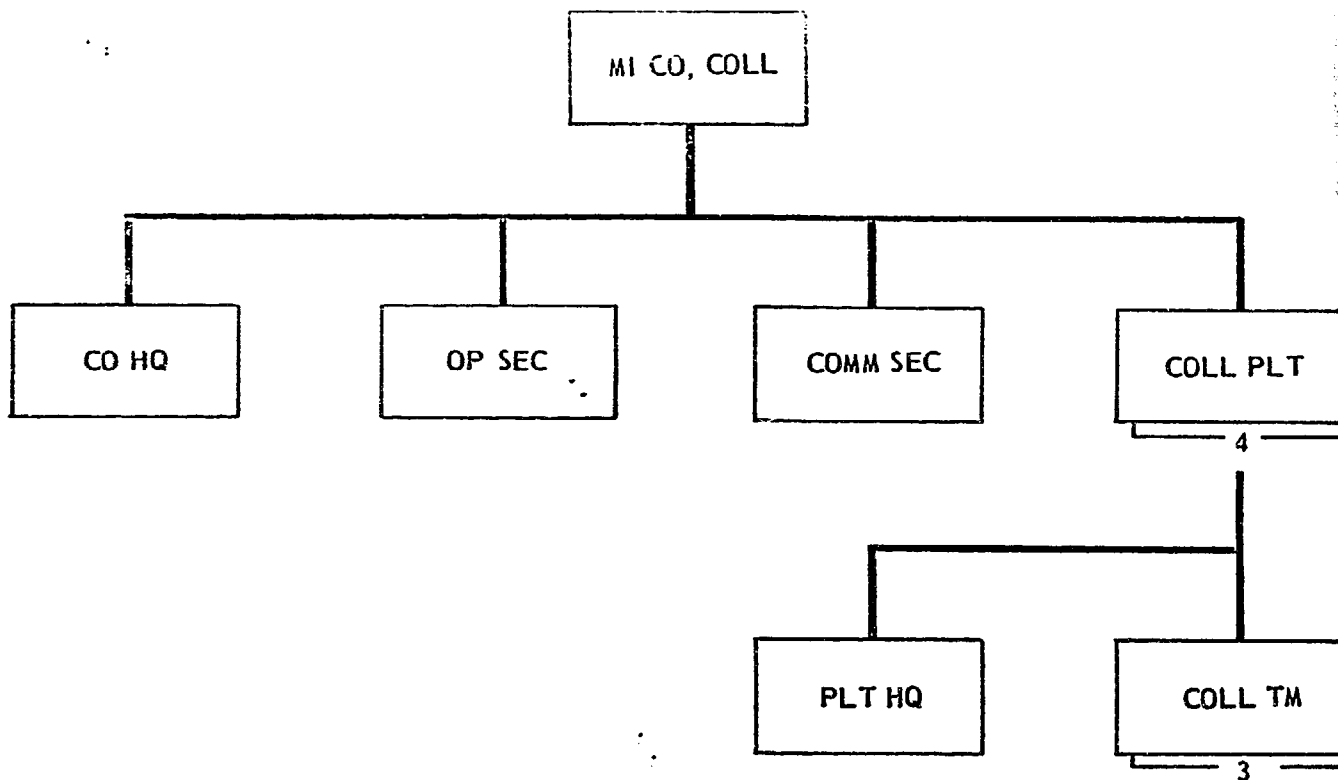 MI CO, COLL
CO HQ
OP SEC
COMM SEC
COLL PLT
4
PLT HQ
COLL TM
3